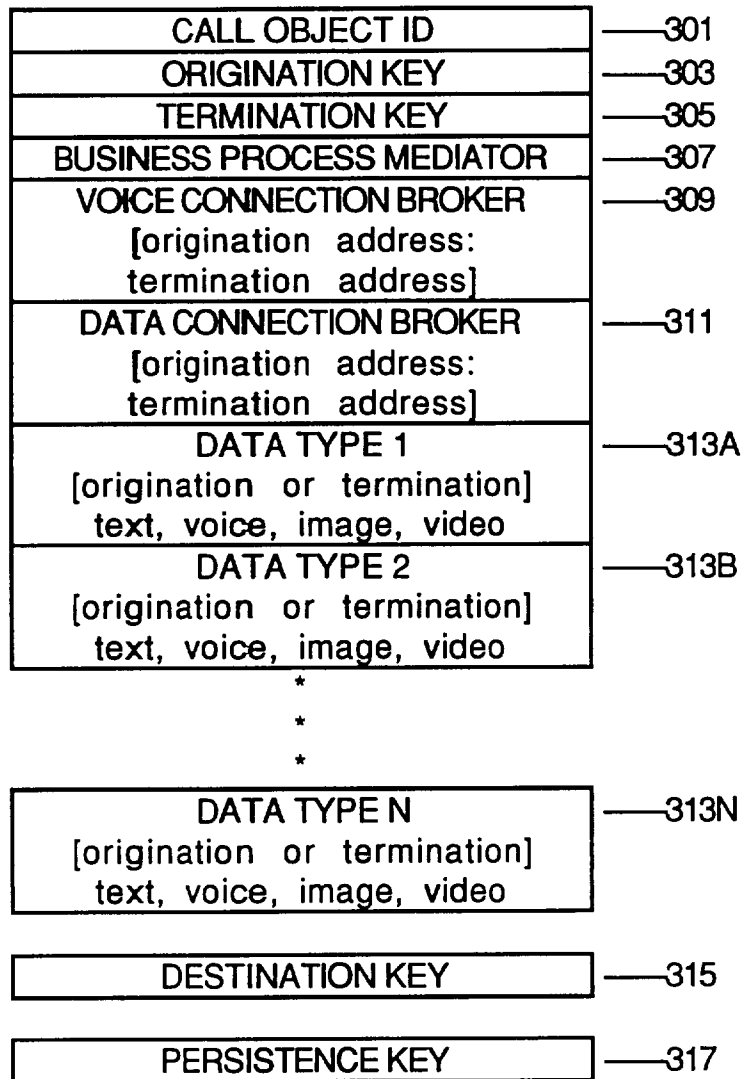 CALL OBJECT ID 301
ORIGINATION KEY 303
TERMINATION KEY 305
BUSINESS PROCESS MEDIATOR 307
VOICE CONNECTION BROKER 309
[origination address:
termination address]
DATA CONNECTION BROKER 311
[origination address:
termination address]
DATA TYPE 1 313A
[origination or termination]
text, voice, image, video
DATA TYPE 2 313B
[origination or termination]
text, voice, image, video
*
*
*
DATA TYPE N 313N
[origination or termination]
text, voice, image, video
DESTINATION KEY 315
PERSISTENCE KEY 317